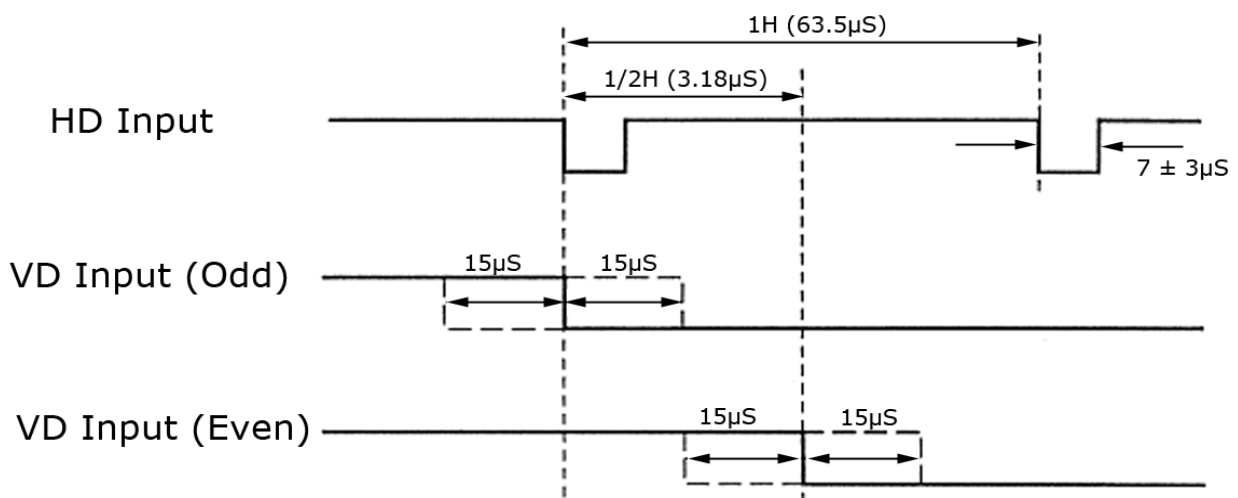 1H (63.5µS)
1/2H (3.18µS)
HD Input
7 ± 3µS
VD Input (Odd)
15µS
15µS
VD Input (Even)
15µS
15µS